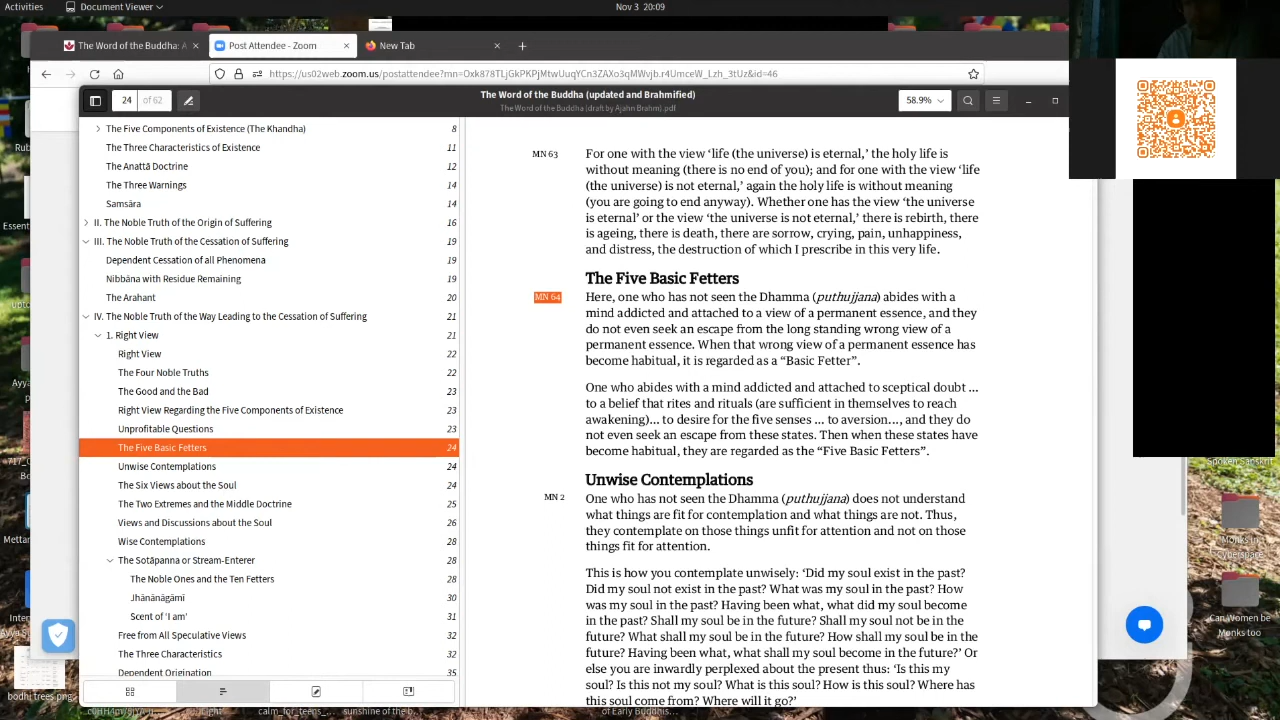 Activities
Document Viewer
Nov 3 20:09
The Word of the Buddha: A
Post Attendee - Zoom
New Tab
https://us02web.zoom.us/postattendee?mn=Oxk878TLjGkPKPjMtwUuqYCn3ZAXo3qMWvjb.r4UmceW_Lzh_3tUz&id=46
24 of 62
The Word of the Buddha (updated and Brahmified)
The Word of the Buddha (draft by Ajahn Brahm).pdf
58.9%
The Five Components of Existence (The Khandha) 8
The Three Characteristics of Existence 11
The Anattā Doctrine 12
The Three Warnings 14
Saṃsāra 14
II. The Noble Truth of the Origin of Suffering 16
III. The Noble Truth of the Cessation of Suffering 19
Dependent Cessation of all Phenomena 19
Nibbāna with Residue Remaining 19
The Arahant 20
IV. The Noble Truth of the Way Leading to the Cessation of Suffering 21
1. Right View 21
Right View 22
The Four Noble Truths 22
The Good and the Bad 23
Right View Regarding the Five Components of Existence 23
Unprofitable Questions 23
The Five Basic Fetters 24
Unwise Contemplations 24
The Six Views about the Soul 24
The Two Extremes and the Middle Doctrine 25
Views and Discussions about the Soul 26
Wise Contemplations 28
The Sotāpanna or Stream-Enterer 28
The Noble Ones and the Ten Fetters 28
Jhānānāgāmī 30
Scent of 'I am' 31
Free from All Speculative Views 32
The Three Characteristics 32
Dependent Origination 35
MN 63
For one with the view ‘life (the universe) is eternal,’ the holy life is
without meaning (there is no end of you); and for one with the view ‘life
(the universe) is not eternal,’ again the holy life is without meaning
(you are going to end anyway). Whether one has the view ‘the universe
is eternal’ or the view ‘the universe is not eternal,’ there is rebirth, there
is ageing, there is death, there are sorrow, crying, pain, unhappiness,
and distress, the destruction of which I prescribe in this very life.
The Five Basic Fetters
MN 64
Here, one who has not seen the Dhamma (puthujjana) abides with a
mind addicted and attached to a view of a permanent essence, and they
do not even seek an escape from the long standing wrong view of a
permanent essence. When that wrong view of a permanent essence has
become habitual, it is regarded as a “Basic Fetter”.
One who abides with a mind addicted and attached to sceptical doubt …
to a belief that rites and rituals (are sufficient in themselves to reach
awakening)… to desire for the five senses … to aversion…, and they do
not even seek an escape from these states. Then when these states have
become habitual, they are regarded as the “Five Basic Fetters”.
Unwise Contemplations
MN 2
One who has not seen the Dhamma (puthujjana) does not understand
what things are fit for contemplation and what things are not. Thus,
they contemplate on those things unfit for attention and not on those
things fit for attention.
This is how you contemplate unwisely: ‘Did my soul exist in the past?
Did my soul not exist in the past? What was my soul in the past? How
was my soul in the past? Having been what, what did my soul become
in the past? Shall my soul be in the future? Shall my soul not be in the
future? What shall my soul be in the future? How shall my soul be in the
future? Having been what, what shall my soul become in the future?’ Or
else you are inwardly perplexed about the present thus: ‘Is this my
soul? Is this not my soul? What is this soul? How is this soul? Where has
this soul come from? Where will it go?’
Spoken Sanskrit
Monks in
Cyberspace
Can Women be
Monks too
Essent
Ayya
Mettar
bodhi trees.png
calm_for_teens_…
sunshine of the b…
of Early Buddhis…